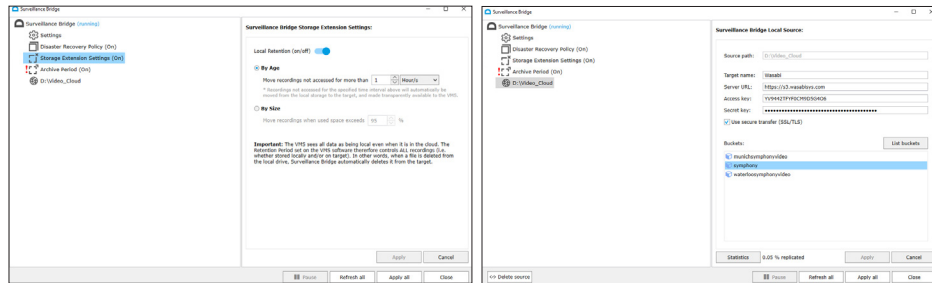 Surveillance Bridge
Surveillance Bridge (running)
Settings
Disaster Recovery Policy (On)
Storage Extension Settings (On)
Archive Period (On)
D:\Video_Cloud
Surveillance Bridge Storage Extension Settings:
Local Retention (on/off)
By Age
Move recordings not accessed for more than 1 Hour/s
* Recordings not accessed for the specified time interval above will automatically be
moved from the local storage to the target, and made transparently available to the VMS.
By Size
Move recordings when used space exceeds 95 %
Important: The VMS sees all data as being local even when it is in the cloud. The
Retention Period set on the VMS software therefore controls ALL recordings (i.e.
whether stored locally and/or on target). In other words, when a file is deleted from
the local drive, Surveillance Bridge automatically deletes it from the target.
Apply Cancel
Pause Refresh all Apply all Close
Surveillance Bridge
Surveillance Bridge (running)
Settings
Disaster Recovery Policy (On)
Storage Extension Settings (On)
Archive Period (On)
D:\Video_Cloud
Surveillance Bridge Local Source:
Source path: D:\Video_Cloud
Target name: Wasabi
Server URL: https://s3.wasabisys.com
Access key:
Secret key:
Use secure transfer (SSL/TLS)
Buckets: List buckets
munichsymphonyvideo
symphony
waterloosymphonyvideo
Statistics 0.05 % replicated Apply Cancel
<> Delete source Pause Refresh all Apply all Close